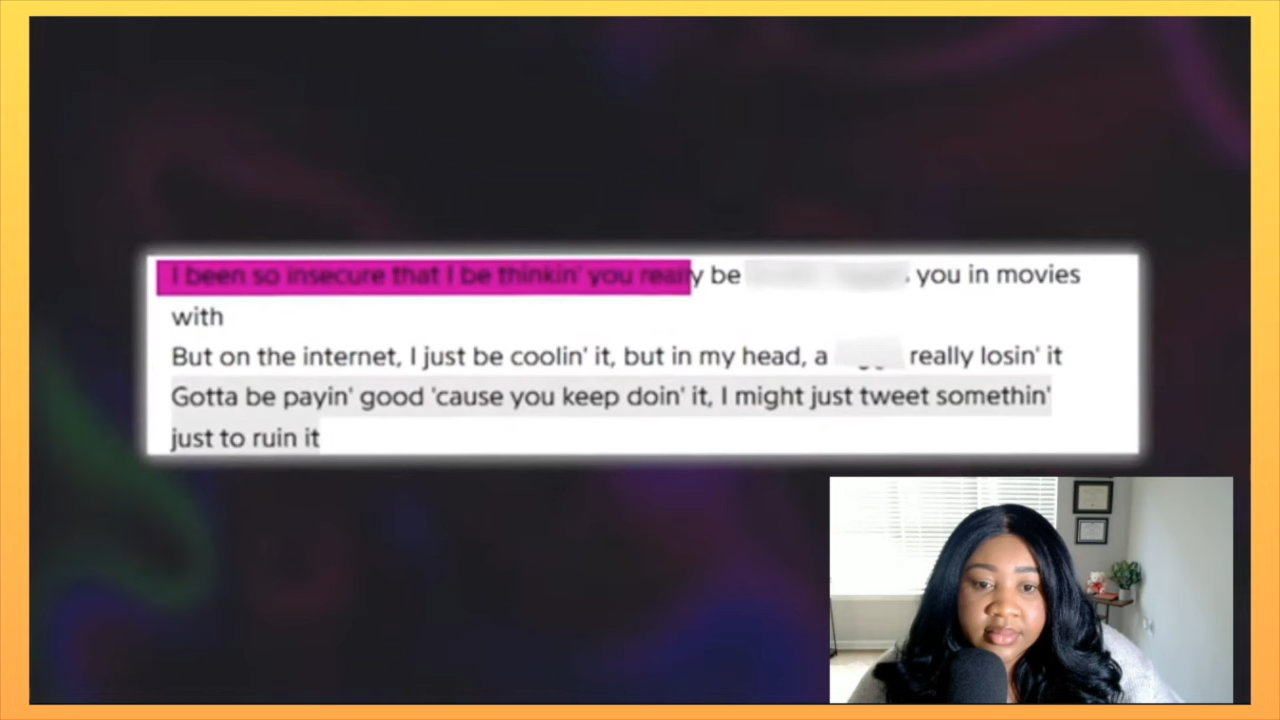 I been so insecure that I be thinkin' you really be you in movies
with
But on the internet, I just be coolin' it, but in my head, a really losin' it
Gotta be payin' good 'cause you keep doin' it, I might just tweet somethin'
just to ruin it